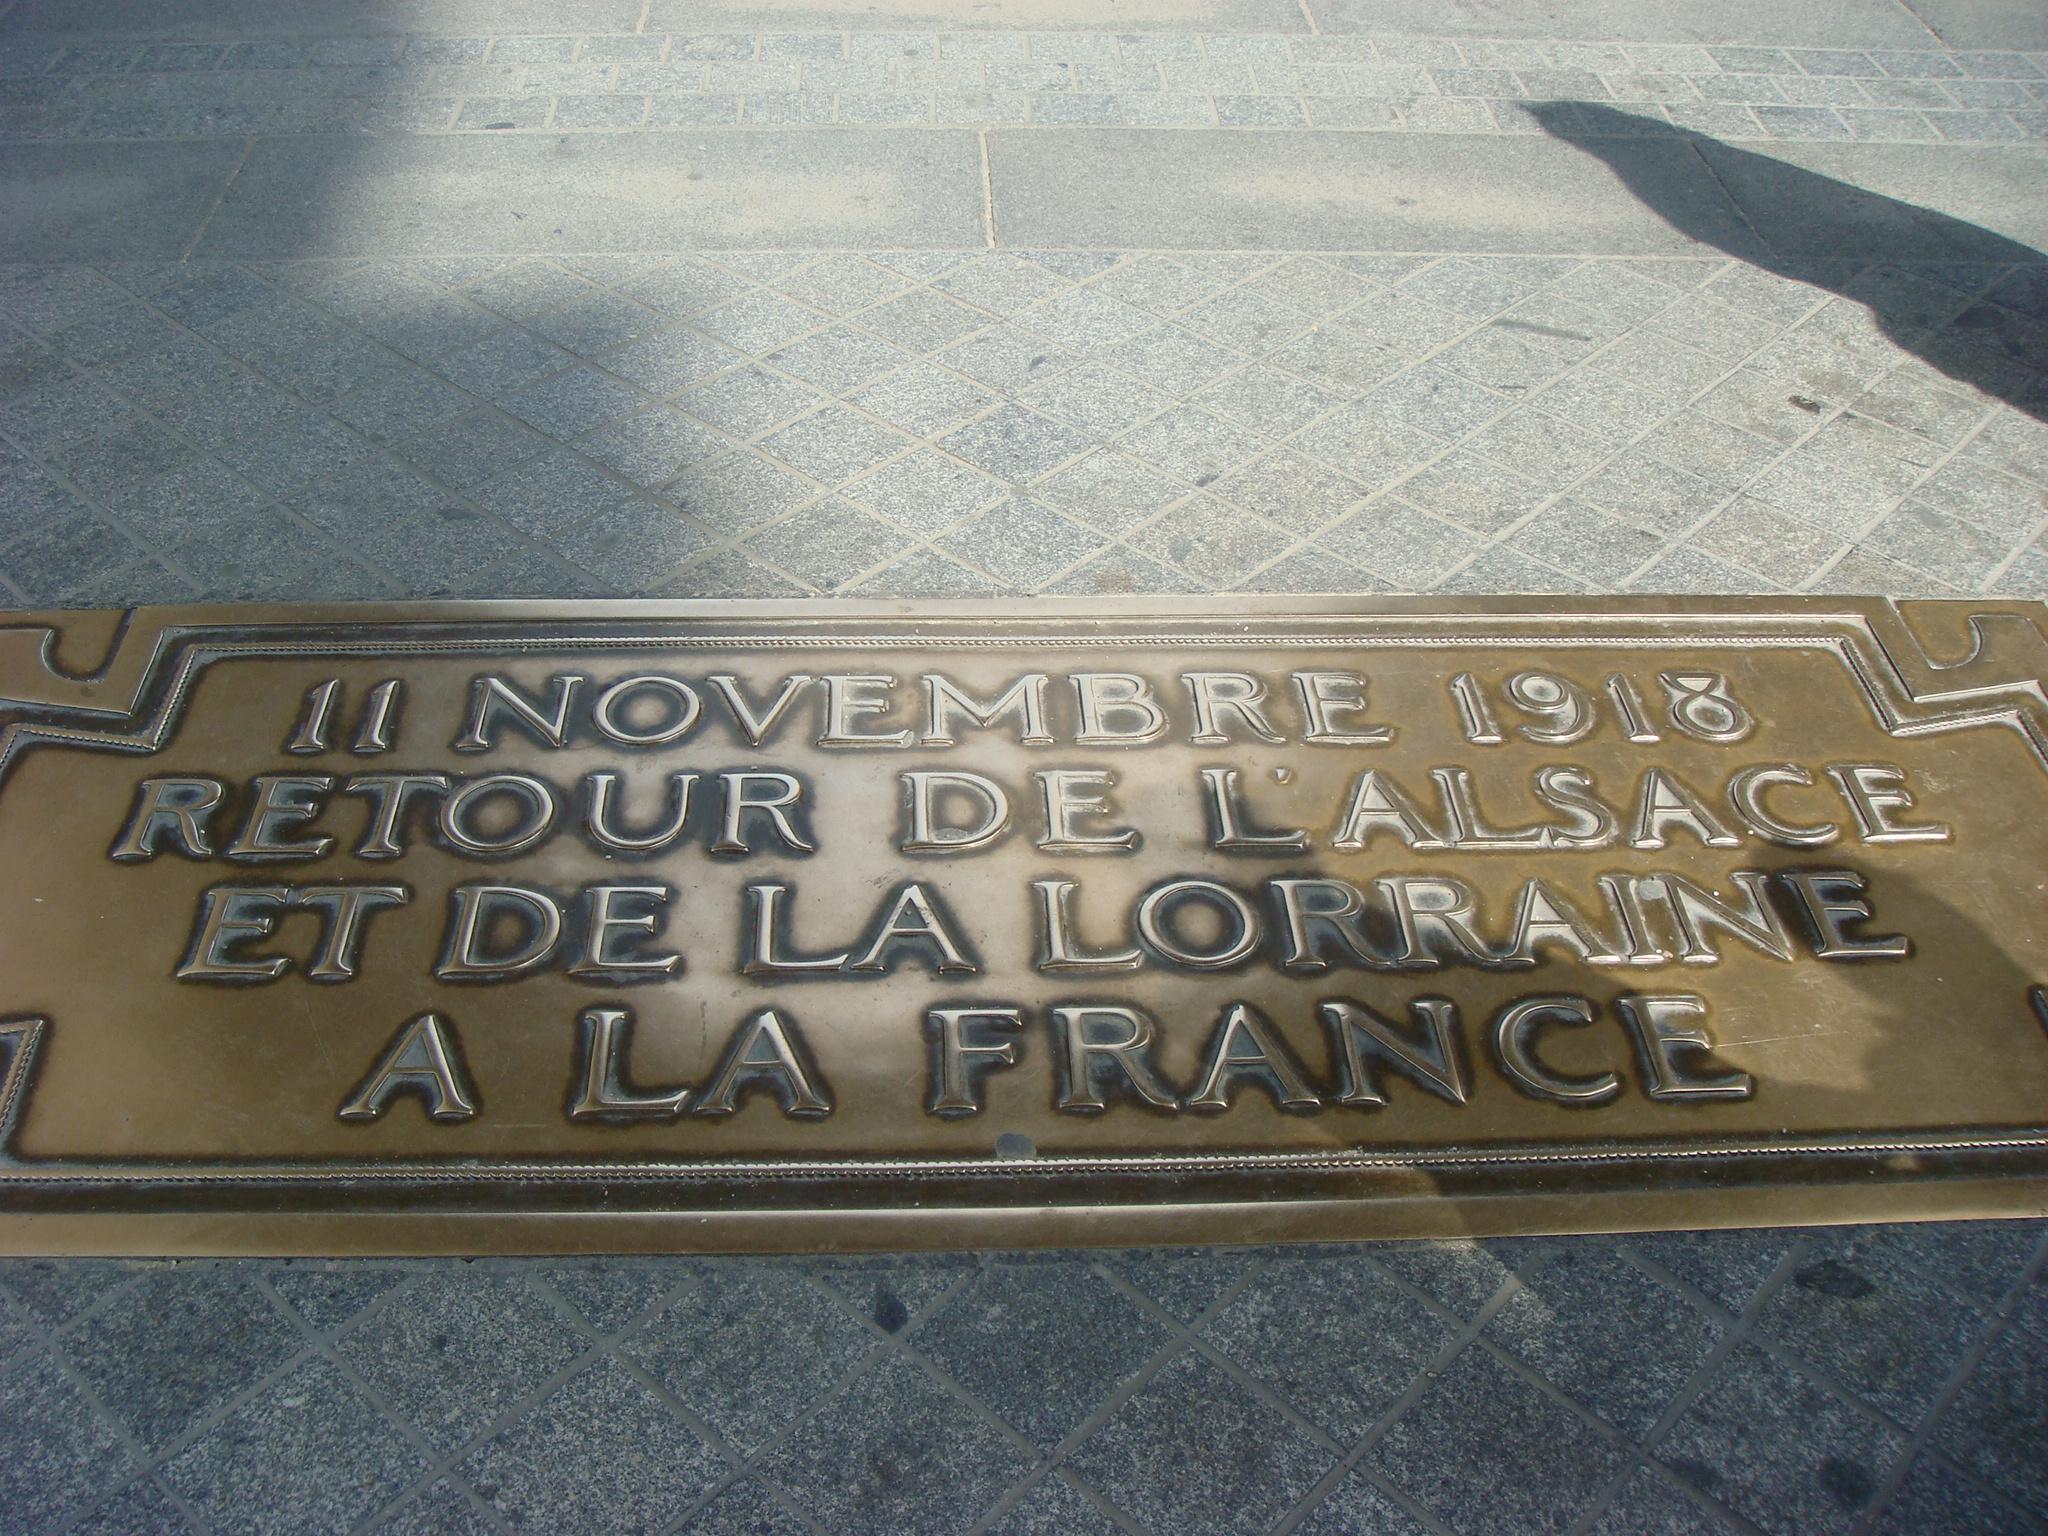 11 NOVEMBRE 1918
RETOUR DE L'ALSACE
ET DE LA LORRAINE
A LA FRANCE